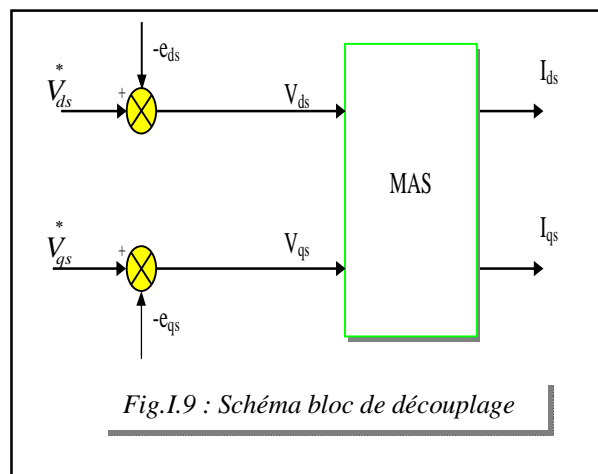 -e_ds
V*_ds
+
V_ds
I_ds
MAS
V*_qs
+
V_qs
I_qs
-e_qs
Fig.I.9 : Schéma bloc de découplage